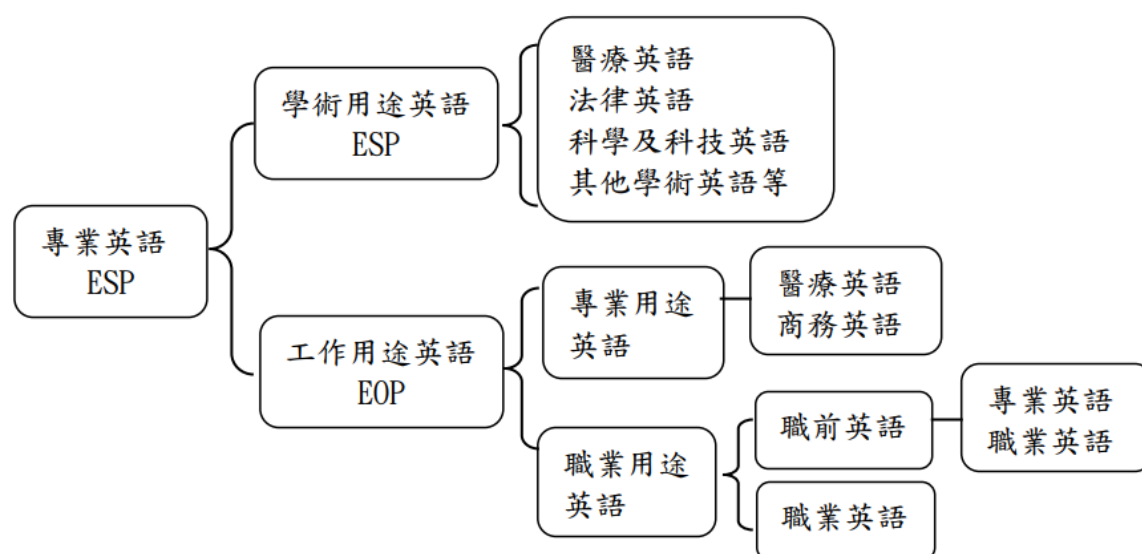 專業英語
ESP
學術用途英語
ESP
醫療英語
法律英語
科學及科技英語
其他學術英語等
工作用途英語
EOP
專業用途
英語
醫療英語
商務英語
職業用途
英語
職前英語
專業英語
職業英語
職業英語